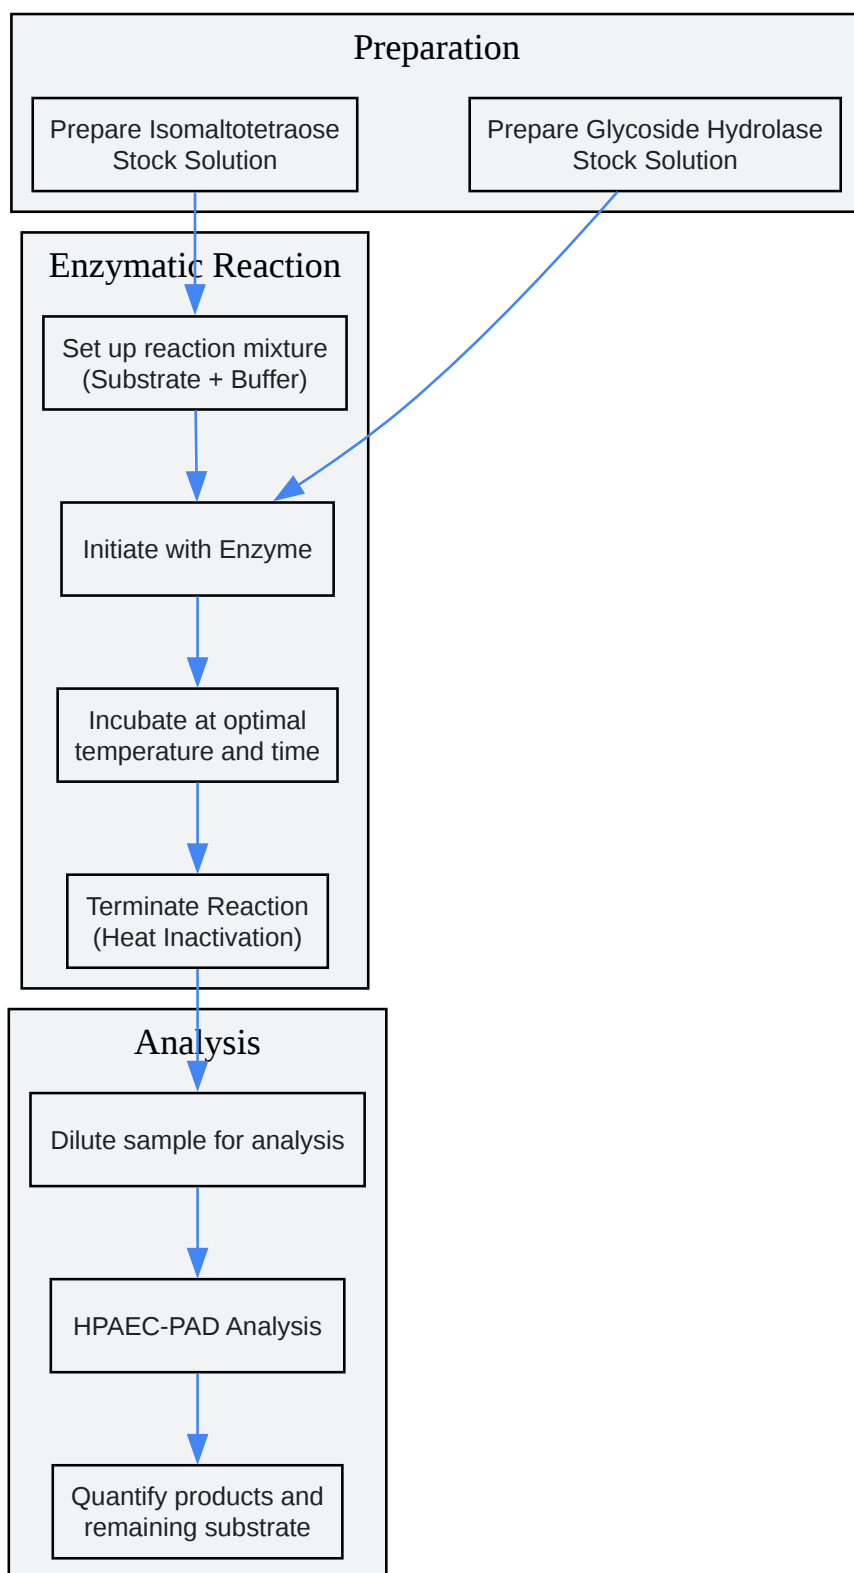 Preparation
Prepare Isomaltotetraose
Stock Solution
Prepare Glycoside Hydrolase
Stock Solution
Enzymatic Reaction
Set up reaction mixture
(Substrate + Buffer)
Initiate with Enzyme
Incubate at optimal
temperature and time
Terminate Reaction
(Heat Inactivation)
Analysis
Dilute sample for analysis
HPAEC-PAD Analysis
Quantify products and
remaining substrate